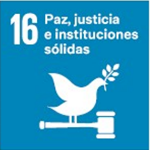 16 Paz, justicia
e instituciones
sólidas